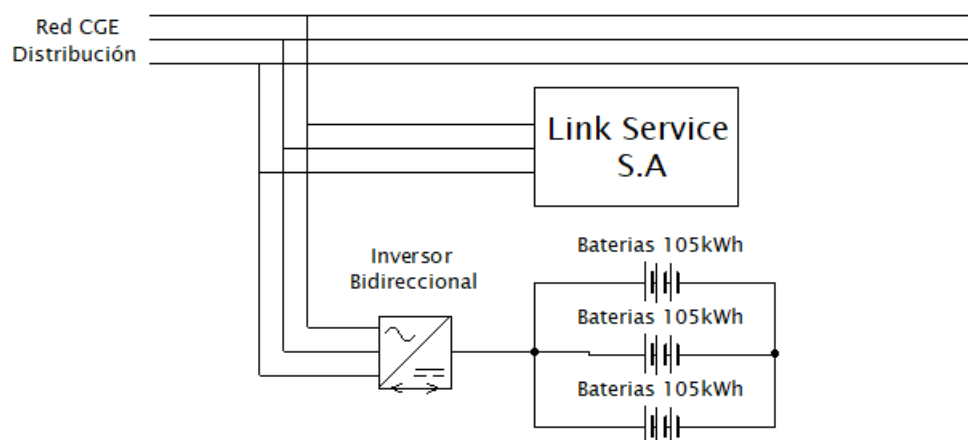 Red CGE
Distribución
Link Service
S.A
Inversor
Bidireccional
Baterias 105kWh
Baterias 105kWh
Baterias 105kWh